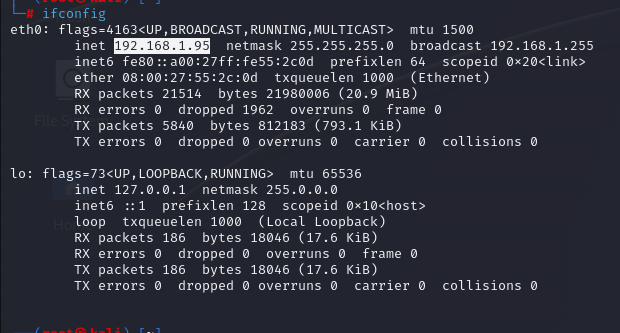 └─# ifconfig
eth0: flags=4163<UP,BROADCAST,RUNNING,MULTICAST>  mtu 1500
        inet 192.168.1.95  netmask 255.255.255.0  broadcast 192.168.1.255
        inet6 fe80::a00:27ff:fe55:2c0d  prefixlen 64  scopeid 0×20<link>
        ether 08:00:27:55:2c:0d  txqueuelen 1000  (Ethernet)
        RX packets 21514  bytes 21980006 (20.9 MiB)
        RX errors 0  dropped 1962  overruns 0  frame 0
        TX packets 5840  bytes 812183 (793.1 KiB)
        TX errors 0  dropped 0 overruns 0  carrier 0  collisions 0

lo: flags=73<UP,LOOPBACK,RUNNING>  mtu 65536
        inet 127.0.0.1  netmask 255.0.0.0
        inet6 ::1  prefixlen 128  scopeid 0×10<host>
        loop  txqueuelen 1000  (Local Loopback)
        RX packets 186  bytes 18046 (17.6 KiB)
        RX errors 0  dropped 0  overruns 0  frame 0
        TX packets 186  bytes 18046 (17.6 KiB)
        TX errors 0  dropped 0 overruns 0  carrier 0  collisions 0